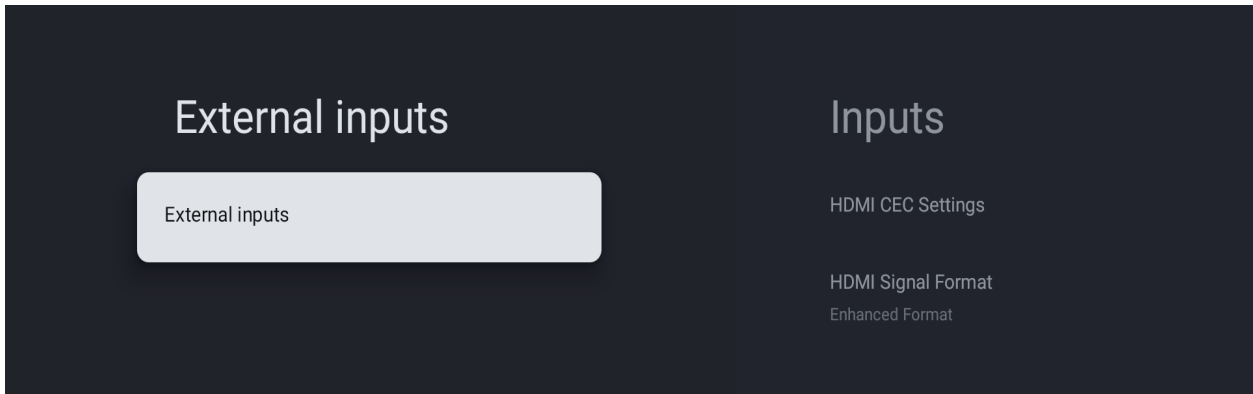 External inputs
External inputs
Inputs
HDMI CEC Settings
HDMI Signal Format
Enhanced Format